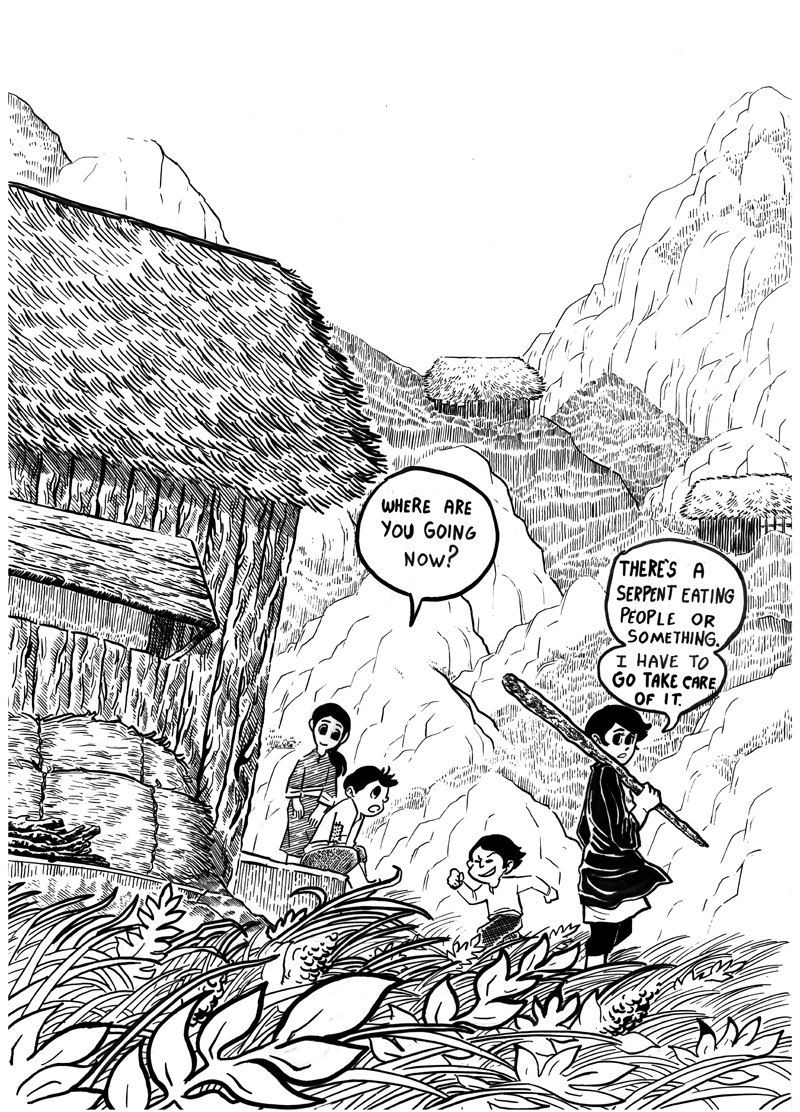 WHERE ARE
YOU GOING
NOW?
THERE'S A
SERPENT EATING
PEOPLE OR
SOMETHING.
I HAVE TO
GO TAKE CARE
OF IT.